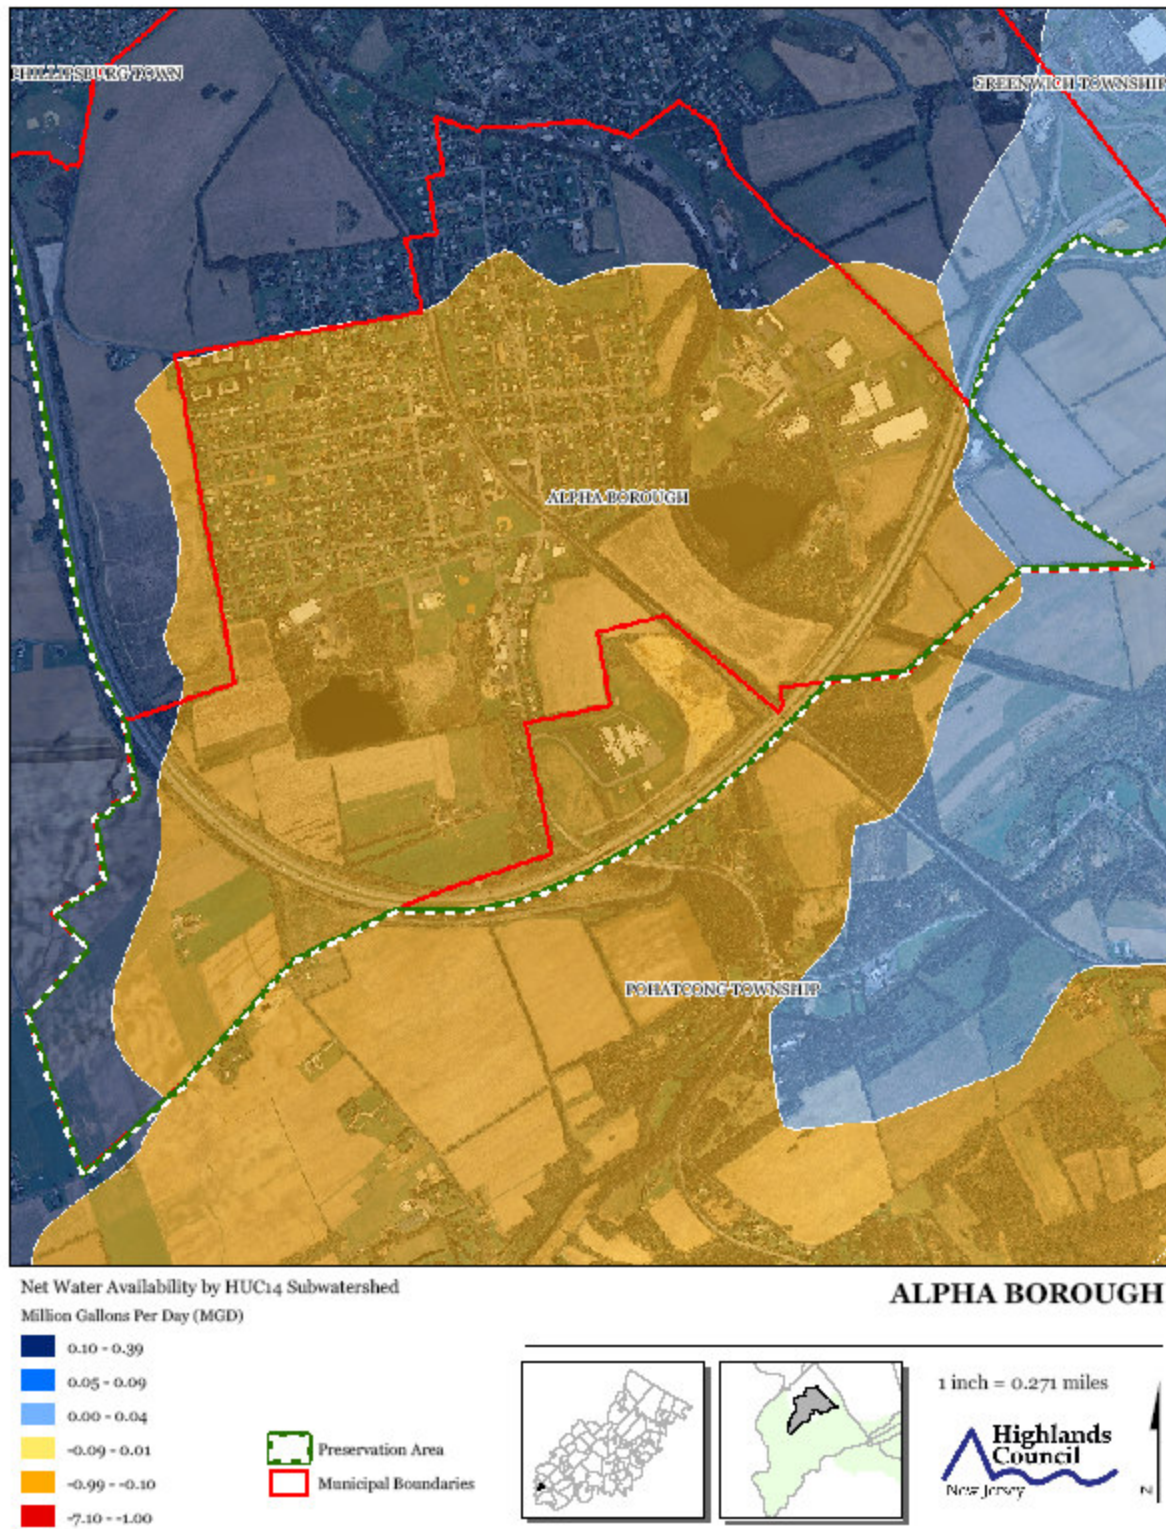 PHILLIPSBURG TOWN
GREENWICH TOWNSHIP
ALPHA BOROUGH
POHATCONG TOWNSHIP
Net Water Availability by HUC14 Subwatershed
Million Gallons Per Day (MGD)
0.10 - 0.39
0.05 - 0.09
0.00 - 0.04
-0.09 - 0.01
-0.99 - -0.10
-7.10 - -1.00
Preservation Area
Municipal Boundaries
ALPHA BOROUGH
1 inch = 0.271 miles
Highlands
Council
New Jersey
N